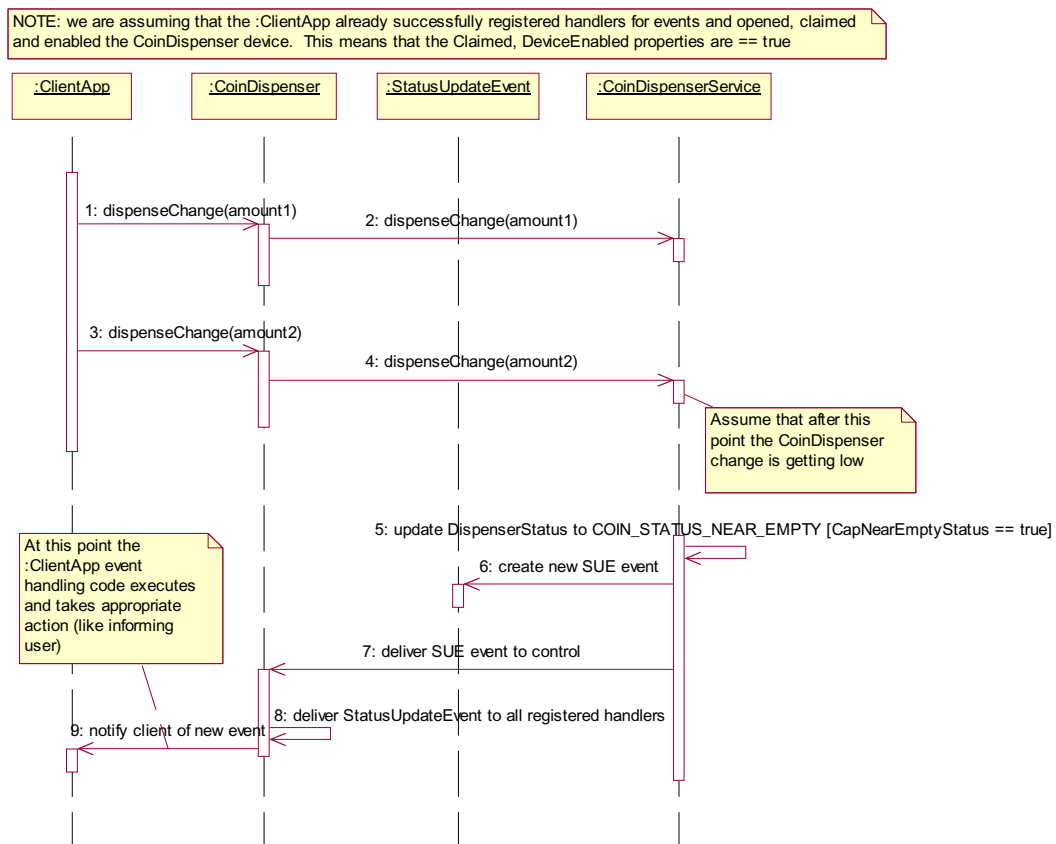 NOTE: we are assuming that the :ClientApp already successfully registered handlers for events and opened, claimed
and enabled the CoinDispenser device.  This means that the Claimed, DeviceEnabled properties are == true
:ClientApp
:CoinDispenser
:StatusUpdateEvent
:CoinDispenserService
1: dispenseChange(amount1)
2: dispenseChange(amount1)
3: dispenseChange(amount2)
4: dispenseChange(amount2)
Assume that after this
point the CoinDispenser
change is getting low
5: update DispenserStatus to COIN_STATUS_NEAR_EMPTY [CapNearEmptyStatus == true]
At this point the
:ClientApp event
handling code executes
and takes appropriate
action (like informing
user)
6: create new SUE event
7: deliver SUE event to control
8: deliver StatusUpdateEvent to all registered handlers
9: notify client of new event